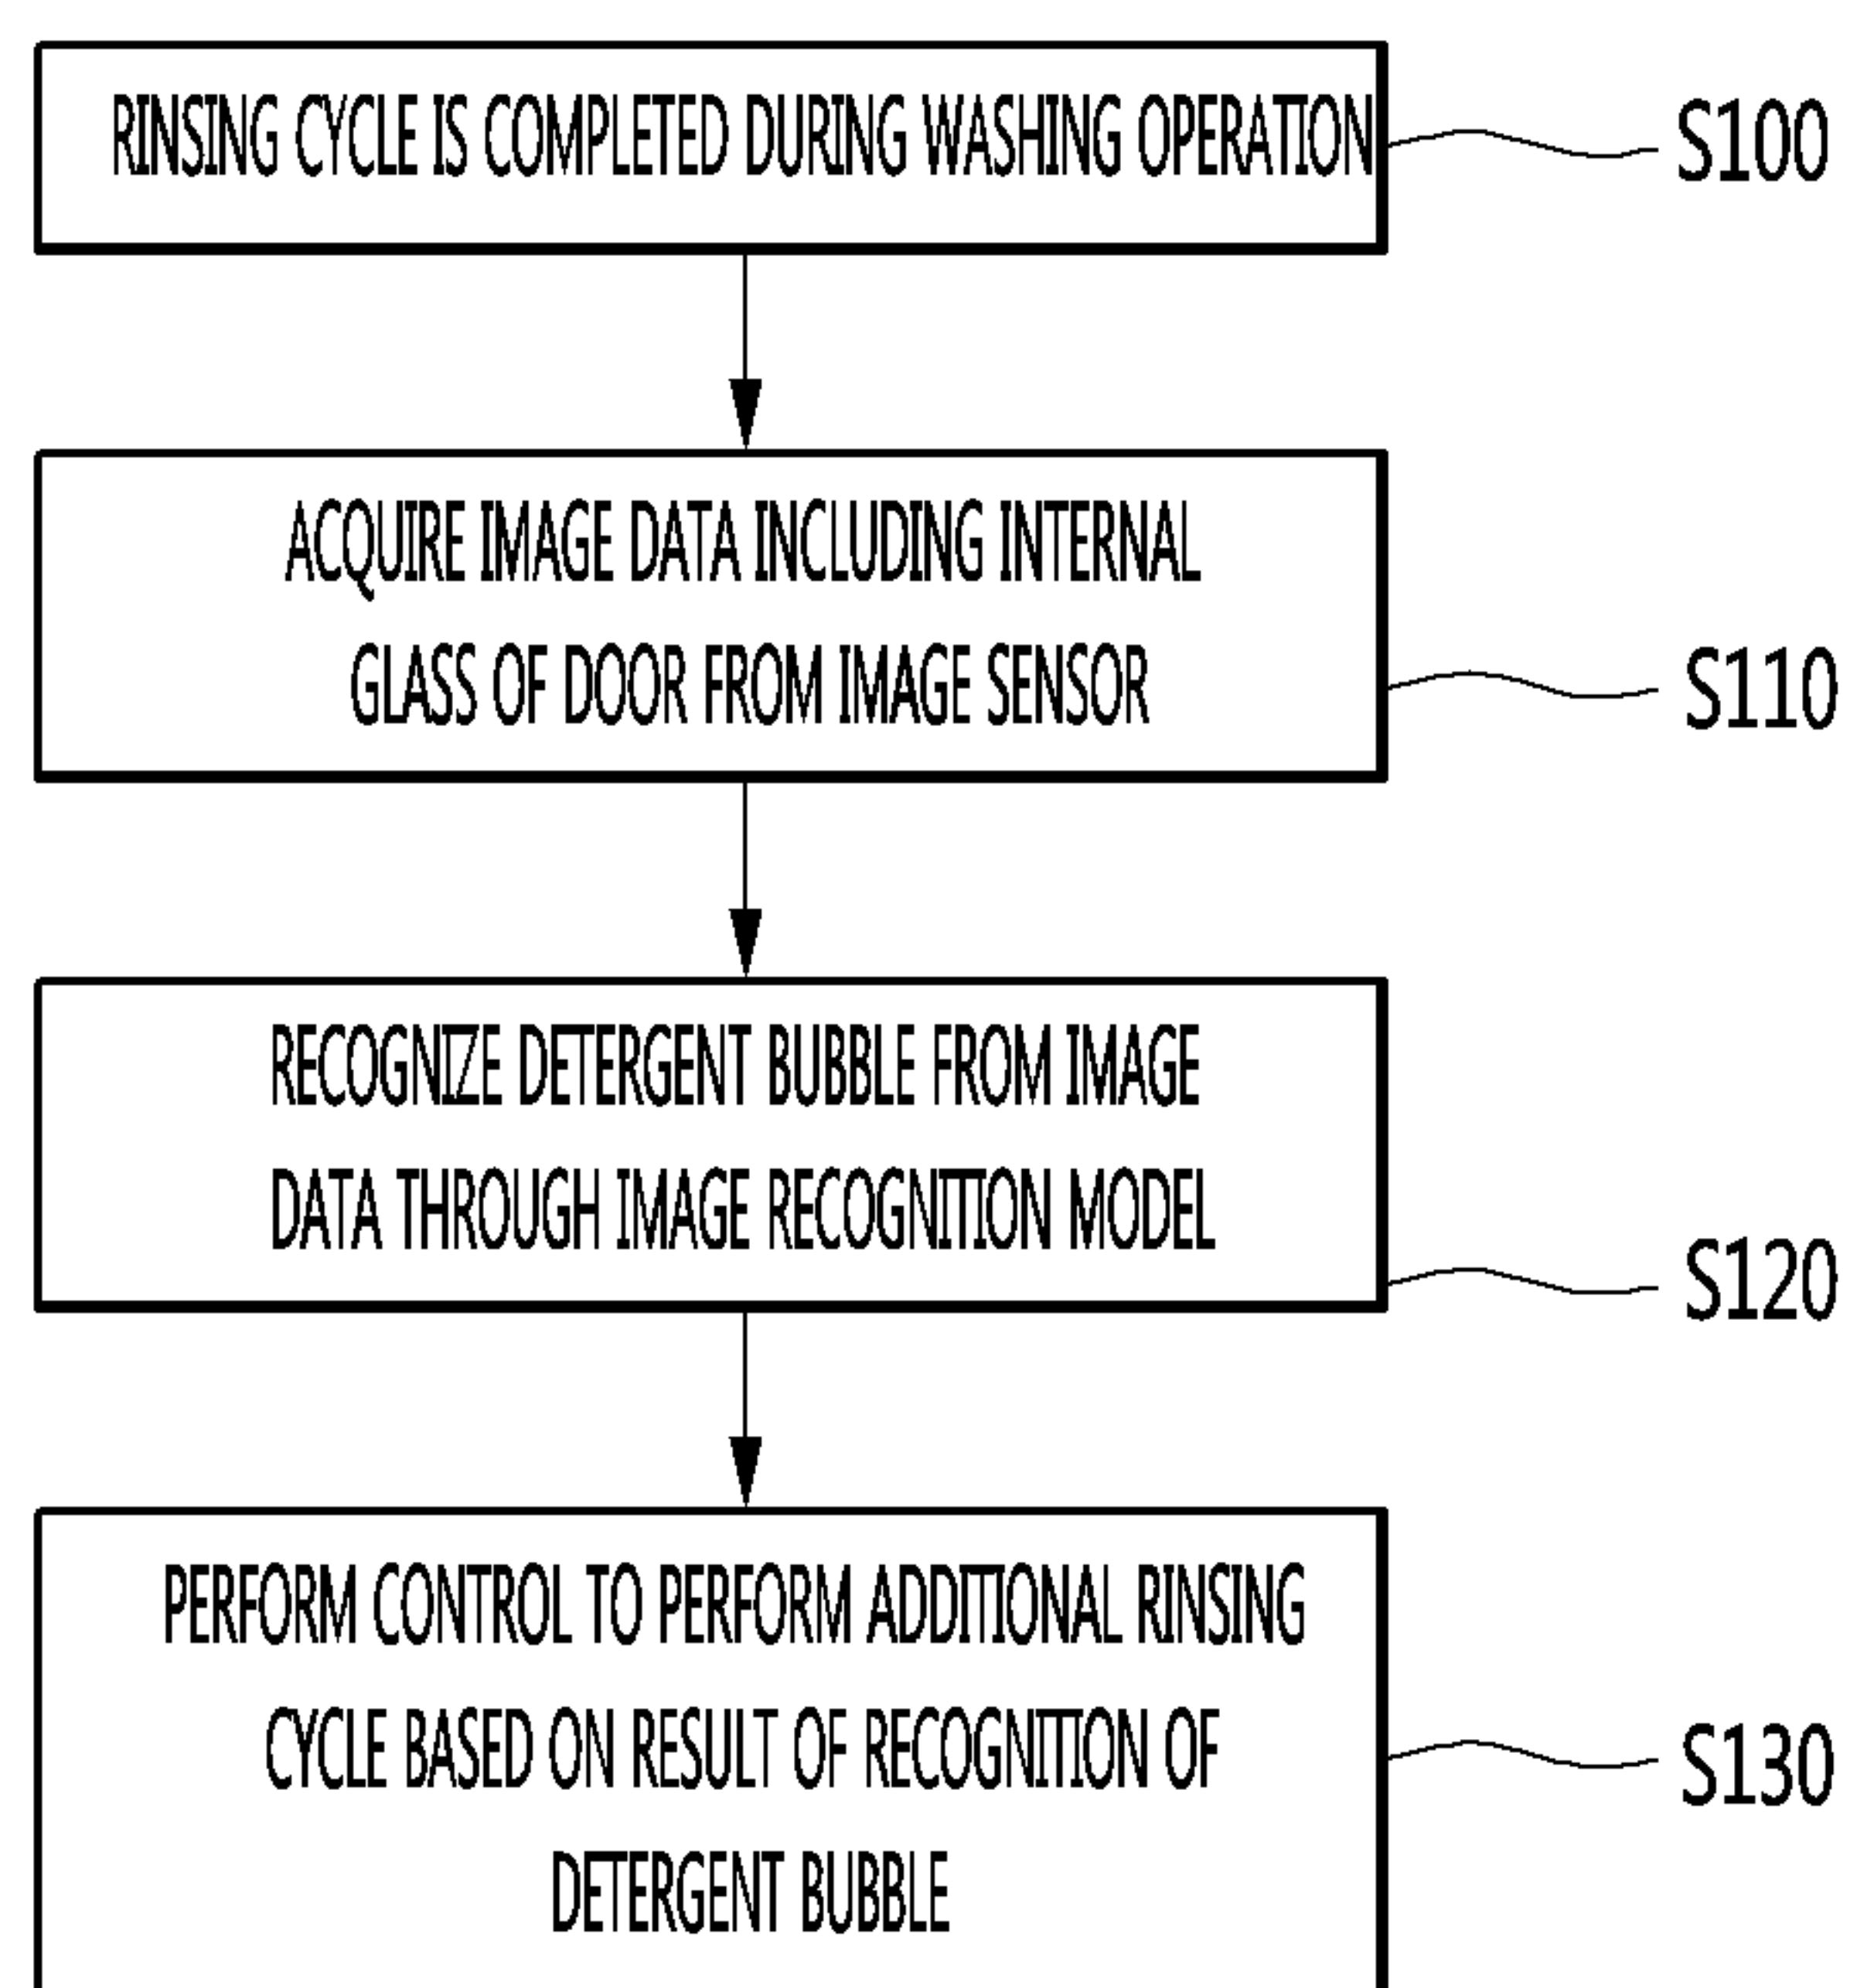 RINSING CYCLE IS COMPLETED DURING WASHING OPERATION
S100
ACQUIRE IMAGE DATA INCLUDING INTERNAL
GLASS OF DOOR FROM IMAGE SENSOR
S110
RECOGNIZE DETERGENT BUBBLE FROM IMAGE
DATA THROUGH IMAGE RECOGNITION MODEL
S120
PERFORM CONTROL TO PERFORM ADDITIONAL RINSING
CYCLE BASED ON RESULT OF RECOGNITION OF
DETERGENT BUBBLE
S130